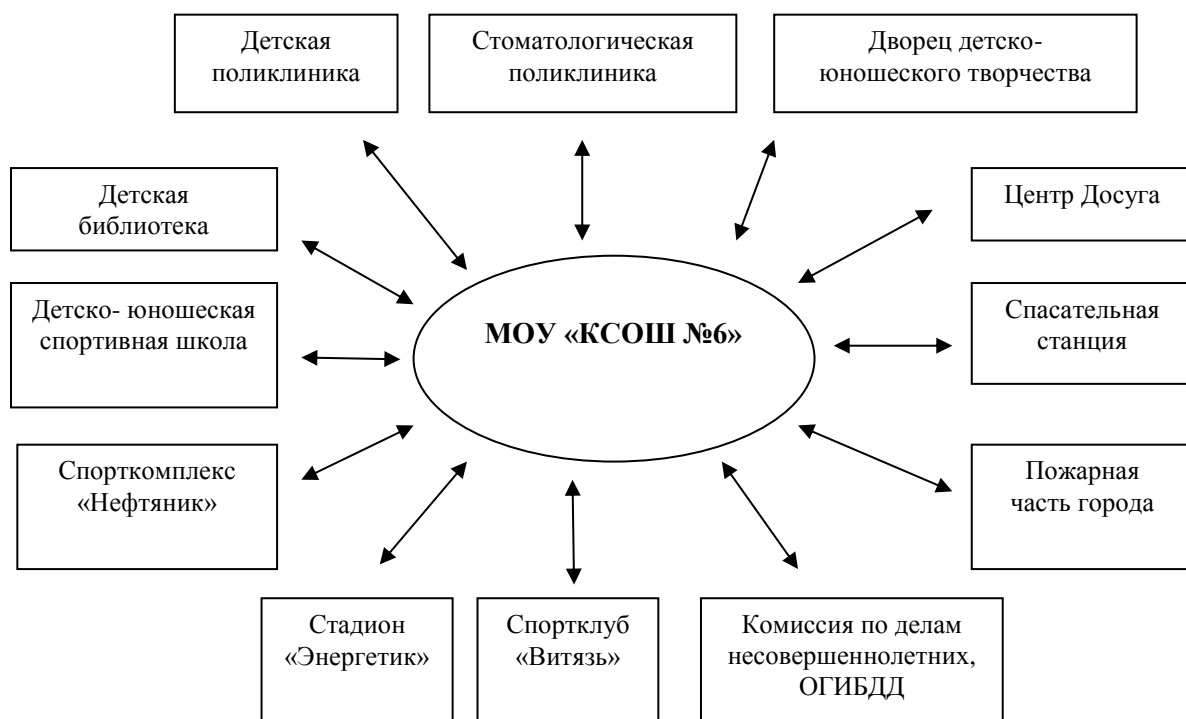 Детская
поликлиника
Стоматологическая
поликлиника
Дворец детско-
юношеского творчества
Детская
библиотека
Центр Досуга
Детско- юношеская
спортивная школа
МОУ «КСОШ №6»
Спасательная
станция
Спорткомплекс
«Нефтяник»
Пожарная
часть города
Стадион
«Энергетик»
Спортклуб
«Витязь»
Комиссия по делам
несовершеннолетних,
ОГИБДД